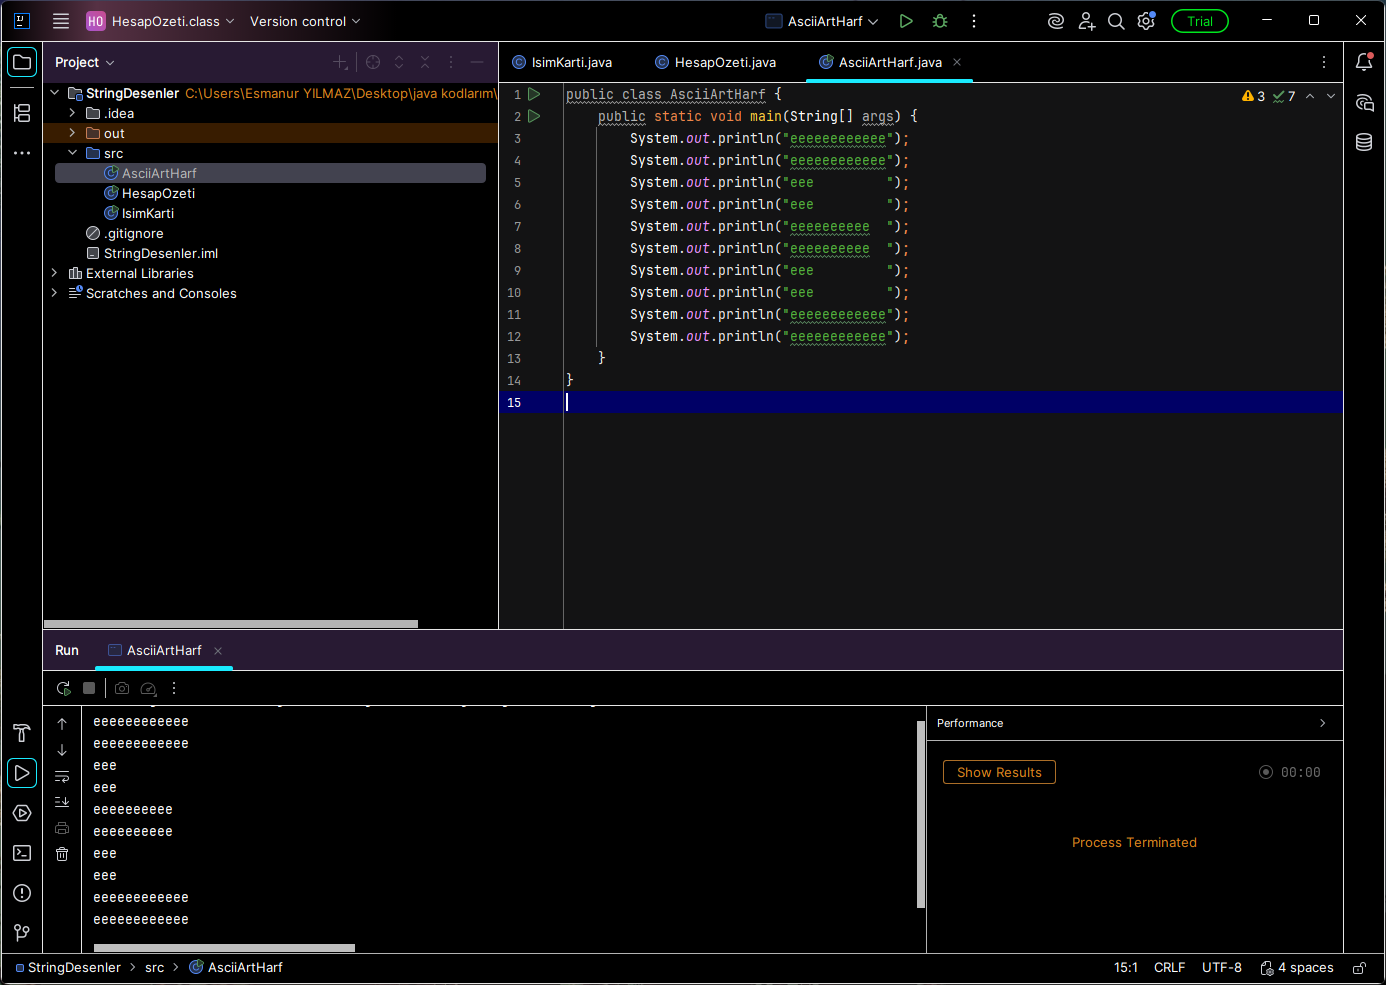 HO HesapOzeti.class Version control AsciiArtHarf Trial
Project
IsimKarti.java HesapOzeti.java AsciiArtHarf.java
StringDesenler C:\Users\Esmanur YILMAZ\Desktop\java kodlarım\
.idea
out
src
AsciiArtHarf
HesapOzeti
IsimKarti
.gitignore
StringDesenler.iml
External Libraries
Scratches and Consoles
3 7
1 public class AsciiArtHarf {
2     public static void main(String[] args) {
3         System.out.println("eeeeeeeeeeee");
4         System.out.println("eeeeeeeeeeee");
5         System.out.println("eee         ");
6         System.out.println("eee         ");
7         System.out.println("eeeeeeeeee  ");
8         System.out.println("eeeeeeeeee  ");
9         System.out.println("eee         ");
10         System.out.println("eee         ");
11         System.out.println("eeeeeeeeeeee");
12         System.out.println("eeeeeeeeeeee");
13     }
14 }
15
Run AsciiArtHarf
eeeeeeeeeeee
eeeeeeeeeeee
eee
eee
eeeeeeeeee
eeeeeeeeee
eee
eee
eeeeeeeeeeee
eeeeeeeeeeee
Performance
Show Results 00:00
Process Terminated
StringDesenler > src > AsciiArtHarf 15:1 CRLF UTF-8 4 spaces